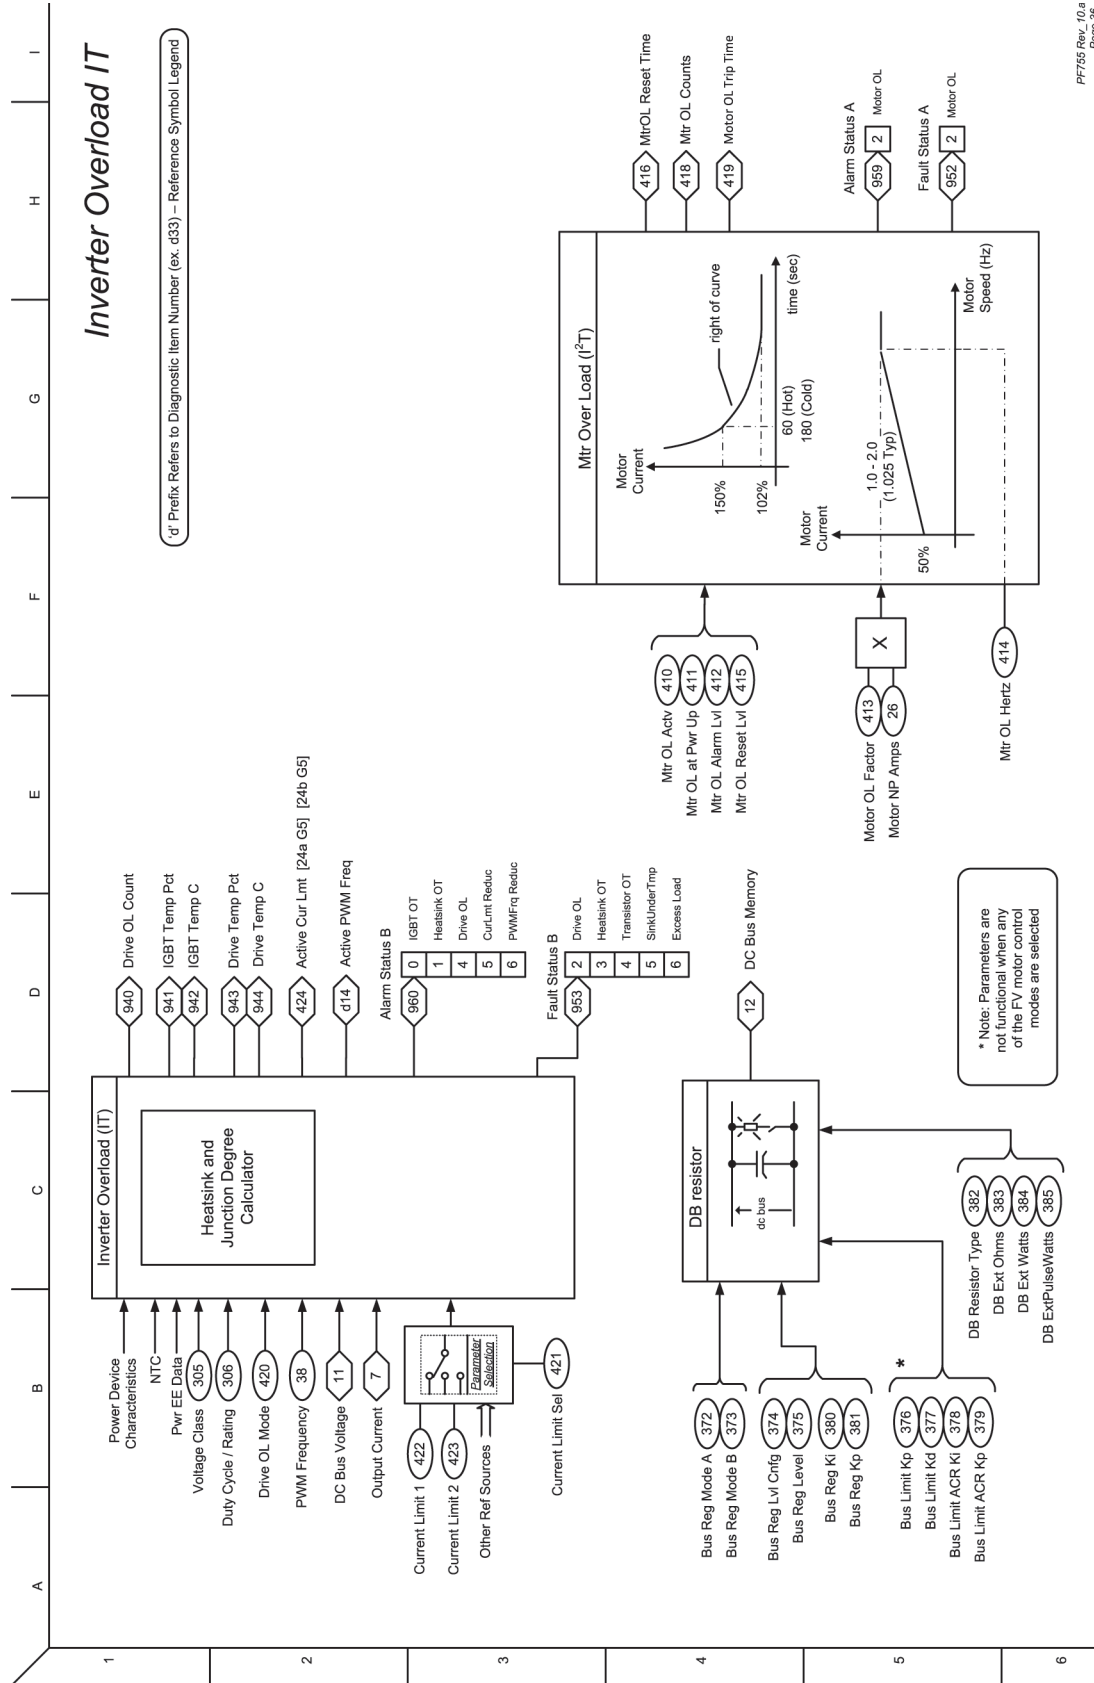 A
B
C
D
E
F
G
H
I
1
2
3
4
5
6
Inverter Overload IT
'd' Prefix Refers to Diagnostic Item Number (ex. d33) – Reference Symbol Legend
Power Device
Characteristics
NTC
Pwr EE Data
Voltage Class 305
Duty Cycle / Rating 306
Drive OL Mode 420
PWM Frequency 38
DC Bus Voltage 11
Output Current 7
Current Limit 1 422
Current Limit 2 423
Other Ref Sources
Parameter
Selection
Current Limit Sel 421
Inverter Overload (IT)
Heatsink and
Junction Degree
Calculator
940 Drive OL Count
941 IGBT Temp Pct
942 IGBT Temp C
943 Drive Temp Pct
944 Drive Temp C
424 Active Cur Lmt [24a G5] [24b G5]
d14 Active PWM Freq
Alarm Status B
960 0 IGBT OT
1 Heatsink OT
4 Drive OL
5 CurLmt Reduc
6 PWMFrq Reduc
Fault Status B
953 2 Drive OL
3 Heatsink OT
4 Transistor OT
5 SinkUnderTmp
6 Excess Load
Bus Reg Mode A 372
Bus Reg Mode B 373
Bus Reg Lvl Cnfg 374
Bus Reg Level 375
Bus Reg Ki 380
Bus Reg Kp 381
*
Bus Limit Kp 376
Bus Limit Kd 377
Bus Limit ACR Ki 378
Bus Limit ACR Kp 379
DB resistor
dc bus
12 DC Bus Memory
DB Resistor Type 382
DB Ext Ohms 383
DB Ext Watts 384
DB ExtPulseWatts 385
* Note: Parameters are
not functional when any
of the FV motor control
modes are selected
Mtr OL Actv 410
Mtr OL at Pwr Up 411
Mtr OL Alarm Lvl 412
Mtr OL Reset Lvl 415
Motor OL Factor 413
Motor NP Amps 26
X
Mtr OL Hertz 414
Mtr Over Load (I²T)
Motor
Current
right of curve
150%
102%
time (sec)
60 (Hot)
180 (Cold)
Motor
Current
1.0 - 2.0
(1.025 Typ)
50%
Motor
Speed (Hz)
416 MtrOL Reset Time
418 Mtr OL Counts
419 Motor OL Trip Time
Alarm Status A
959 2 Motor OL
Fault Status A
952 2 Motor OL
PF755 Rev_10.a